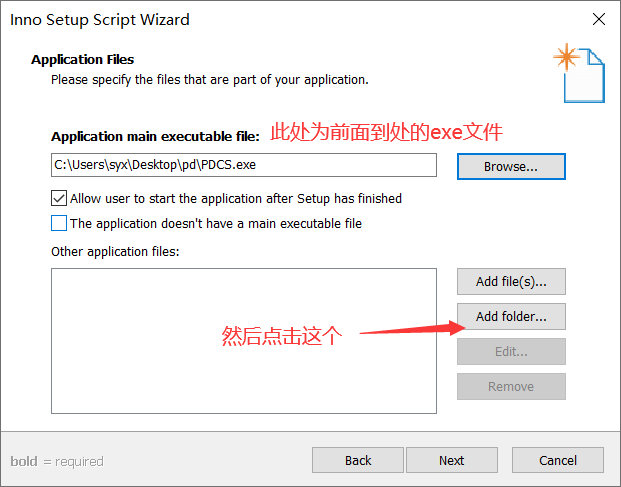 Inno Setup Script Wizard
Application Files
Please specify the files that are part of your application.
此处为前面到处的exe文件
Application main executable file:
C:\Users\syx\Desktop\pd\PDCS.exe
Browse...
Allow user to start the application after Setup has finished
The application doesn't have a main executable file
Other application files:
Add file(s)...
Add folder...
然后点击这个
Edit...
Remove
bold = required
Back
Next
Cancel